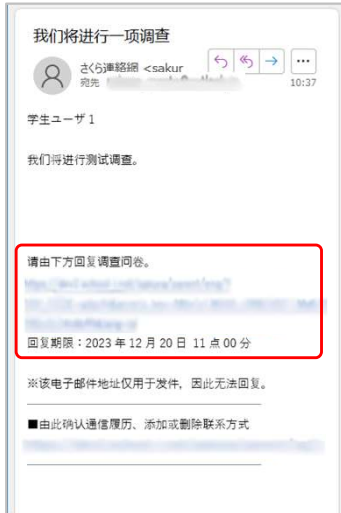 我们将进行一项调查
さくら連絡網 <sakur
宛先
10:37
学生ユーザ 1
我们将进行测试调查。
请由下方回复调查问卷。
回复期限：2023 年 12 月 20 日 11 点 00 分
※该电子邮件地址仅用于发件，因此无法回复。
■由此确认通信履历、添加或删除联系方式